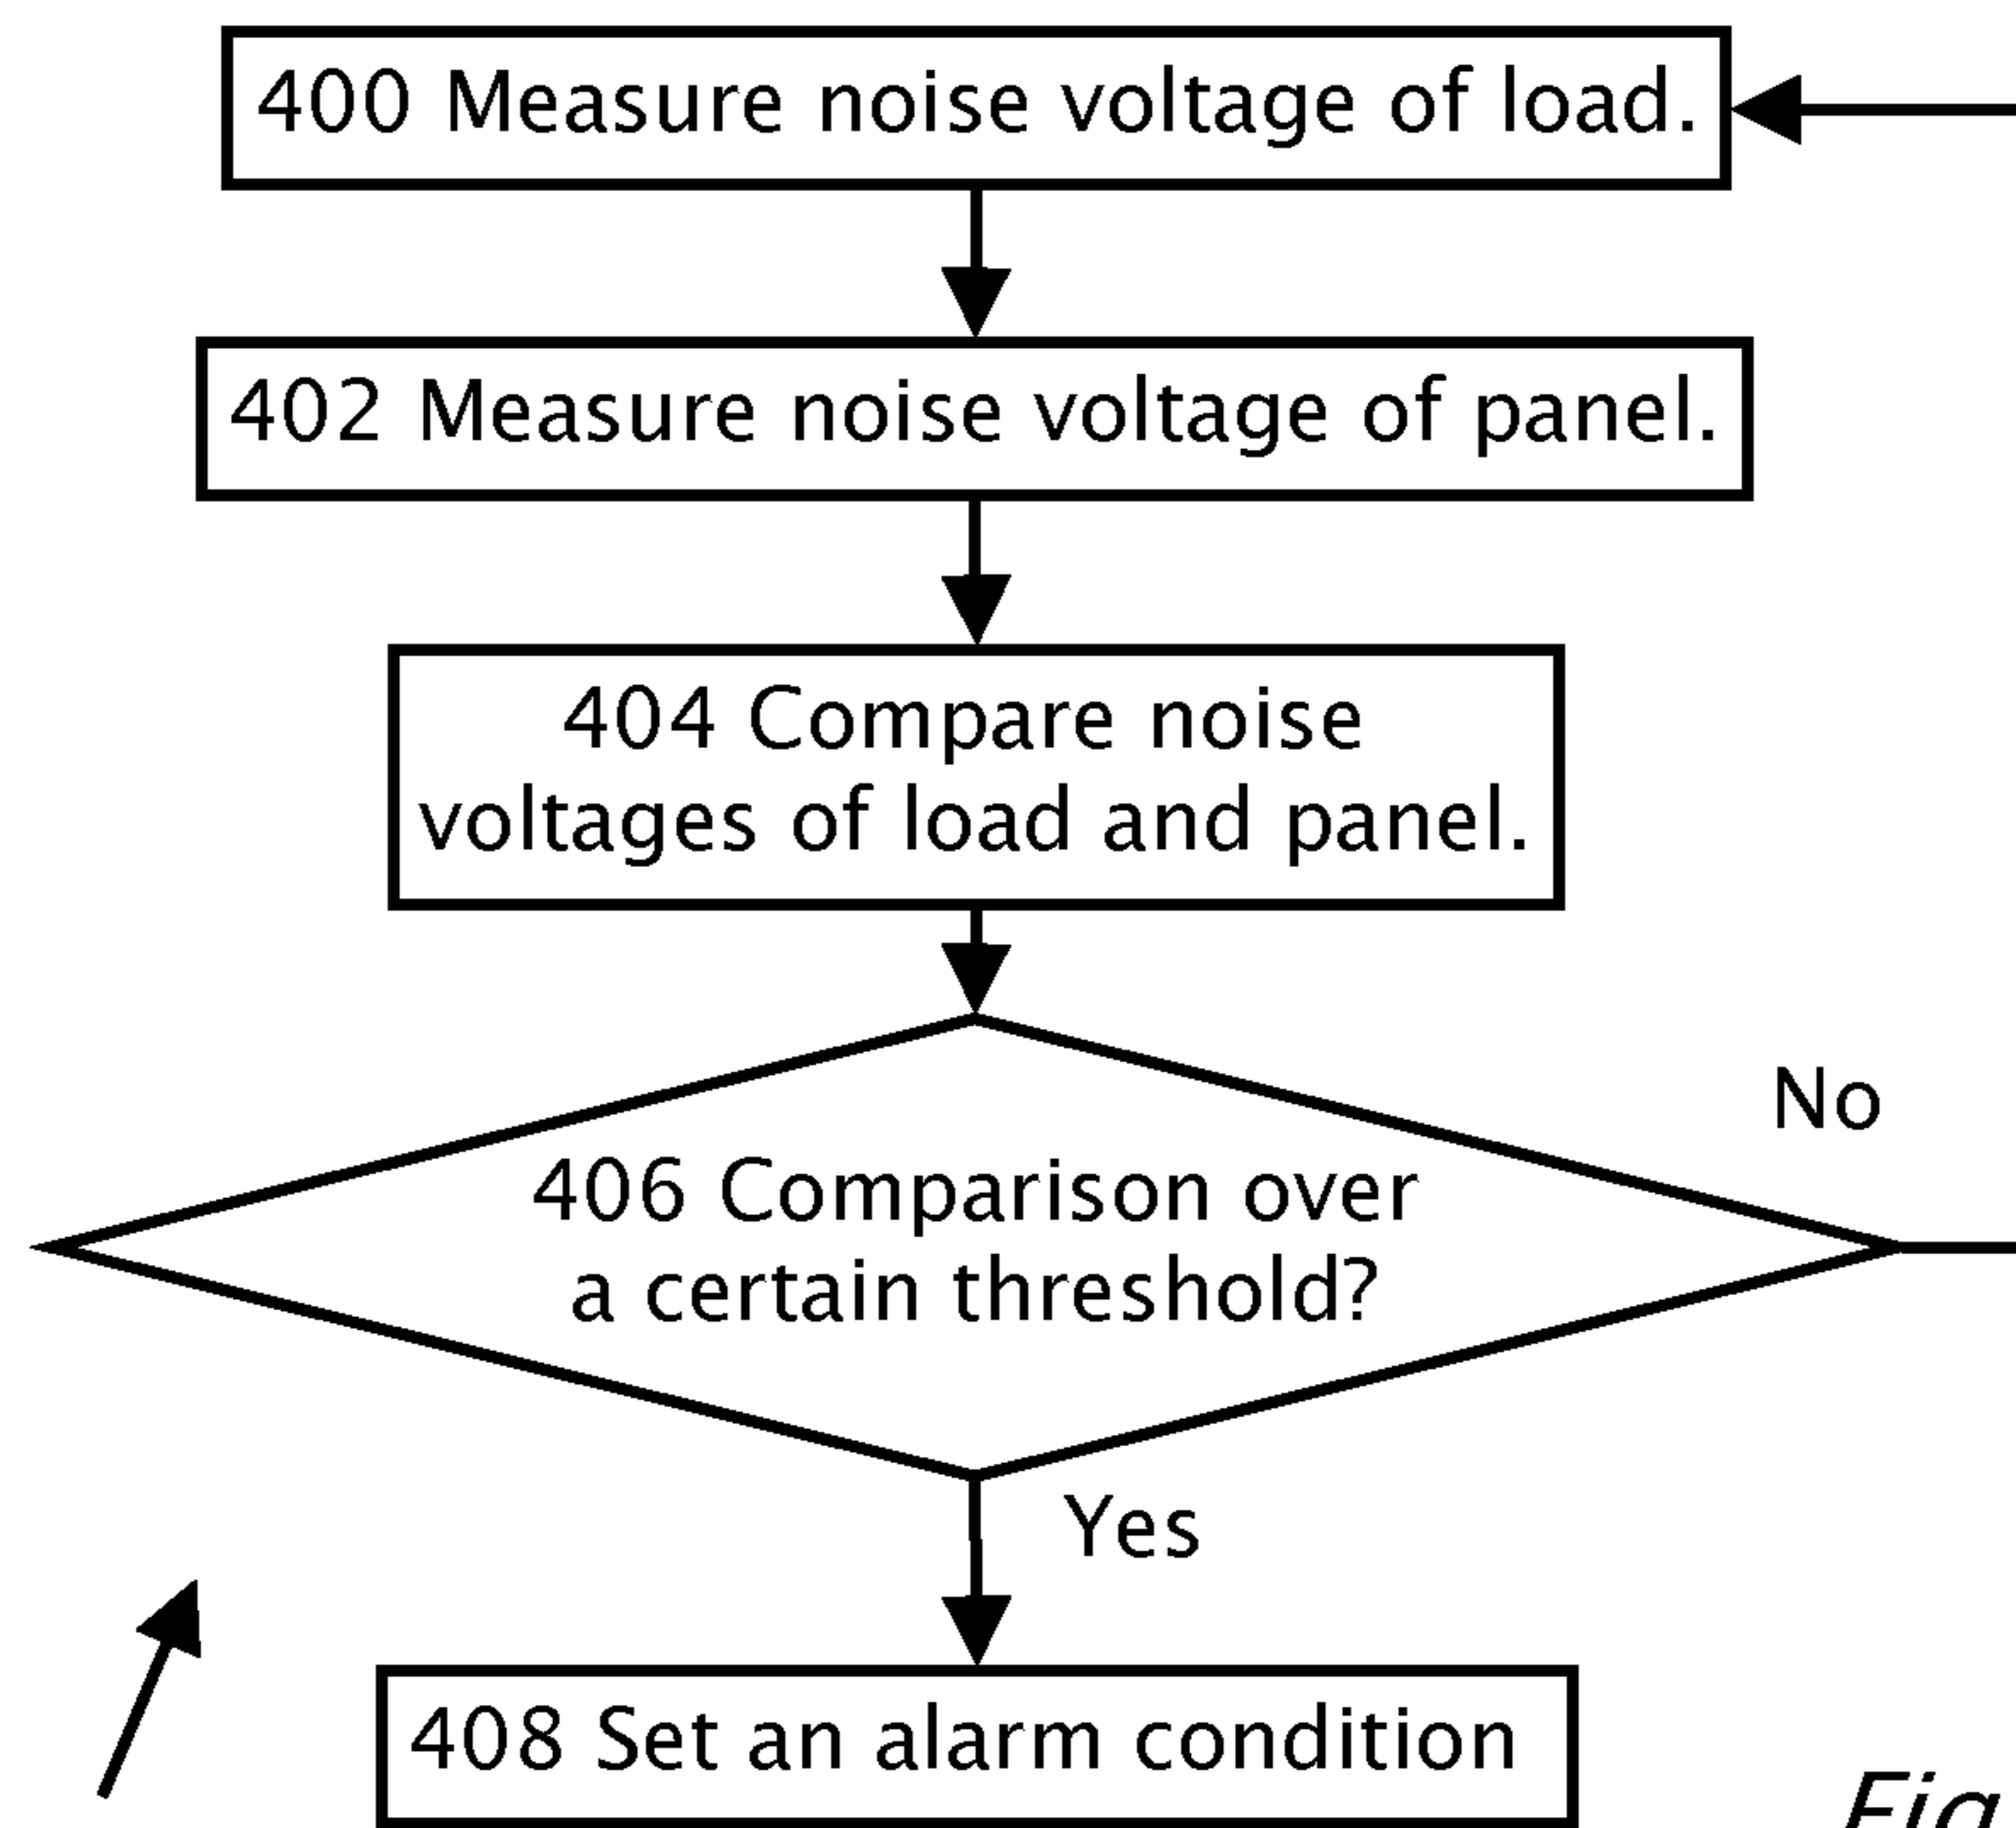 400 Measure noise voltage of load.
402 Measure noise voltage of panel.
404 Compare noise
voltages of load and panel.
No
406 Comparison over
a certain threshold?
Yes
408 Set an alarm condition
Fig